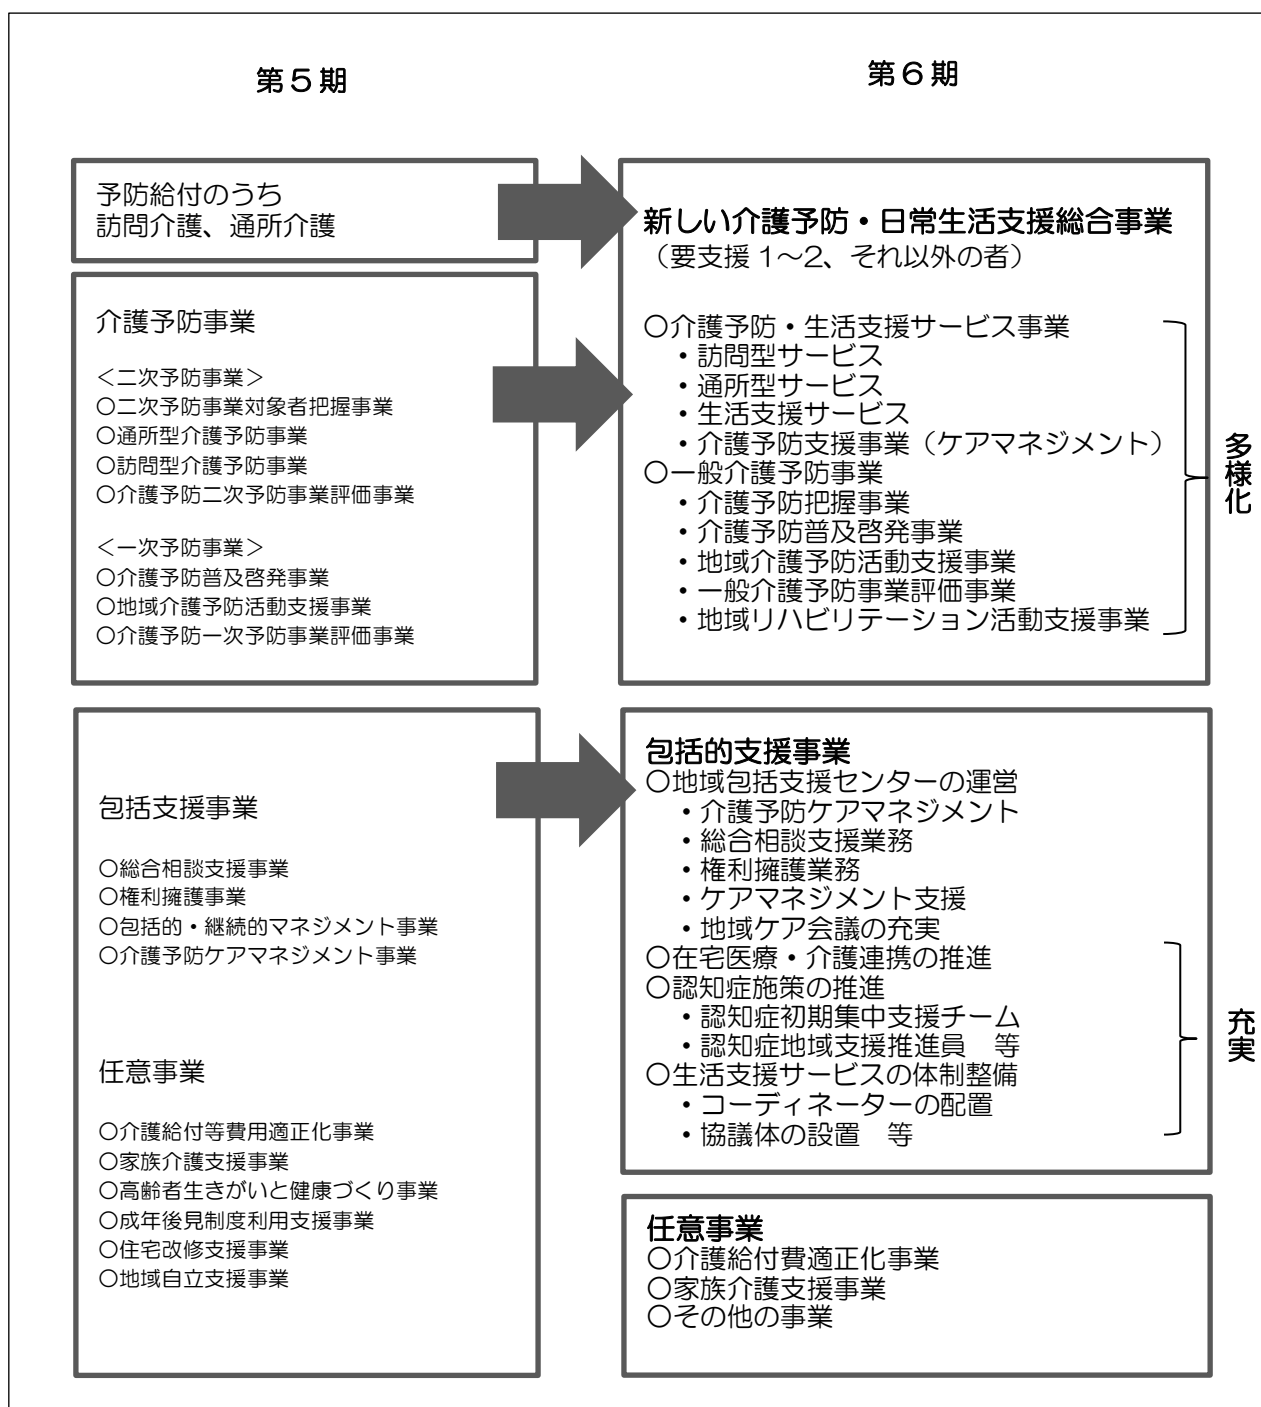 第５期
予防給付のうち
訪問介護、通所介護
介護予防事業
＜二次予防事業＞
○二次予防事業対象者把握事業
○通所型介護予防事業
○訪問型介護予防事業
○介護予防二次予防事業評価事業
＜一次予防事業＞
○介護予防普及啓発事業
○地域介護予防活動支援事業
○介護予防一次予防事業評価事業
包括支援事業
○総合相談支援事業
○権利擁護事業
○包括的・継続的マネジメント事業
○介護予防ケアマネジメント事業
任意事業
○介護給付等費用適正化事業
○家族介護支援事業
○高齢者生きがいと健康づくり事業
○成年後見制度利用支援事業
○住宅改修支援事業
○地域自立支援事業
第６期
新しい介護予防・日常生活支援総合事業
（要支援 1～2、それ以外の者）
○介護予防・生活支援サービス事業
・訪問型サービス
・通所型サービス
・生活支援サービス
・介護予防支援事業（ケアマネジメント）
○一般介護予防事業
・介護予防把握事業
・介護予防普及啓発事業
・地域介護予防活動支援事業
・一般介護予防事業評価事業
・地域リハビリテーション活動支援事業
多様化
包括的支援事業
○地域包括支援センターの運営
・介護予防ケアマネジメント
・総合相談支援業務
・権利擁護業務
・ケアマネジメント支援
・地域ケア会議の充実
○在宅医療・介護連携の推進
○認知症施策の推進
・認知症初期集中支援チーム
・認知症地域支援推進員　等
○生活支援サービスの体制整備
・コーディネーターの配置
・協議体の設置　等
充実
任意事業
○介護給付費適正化事業
○家族介護支援事業
○その他の事業